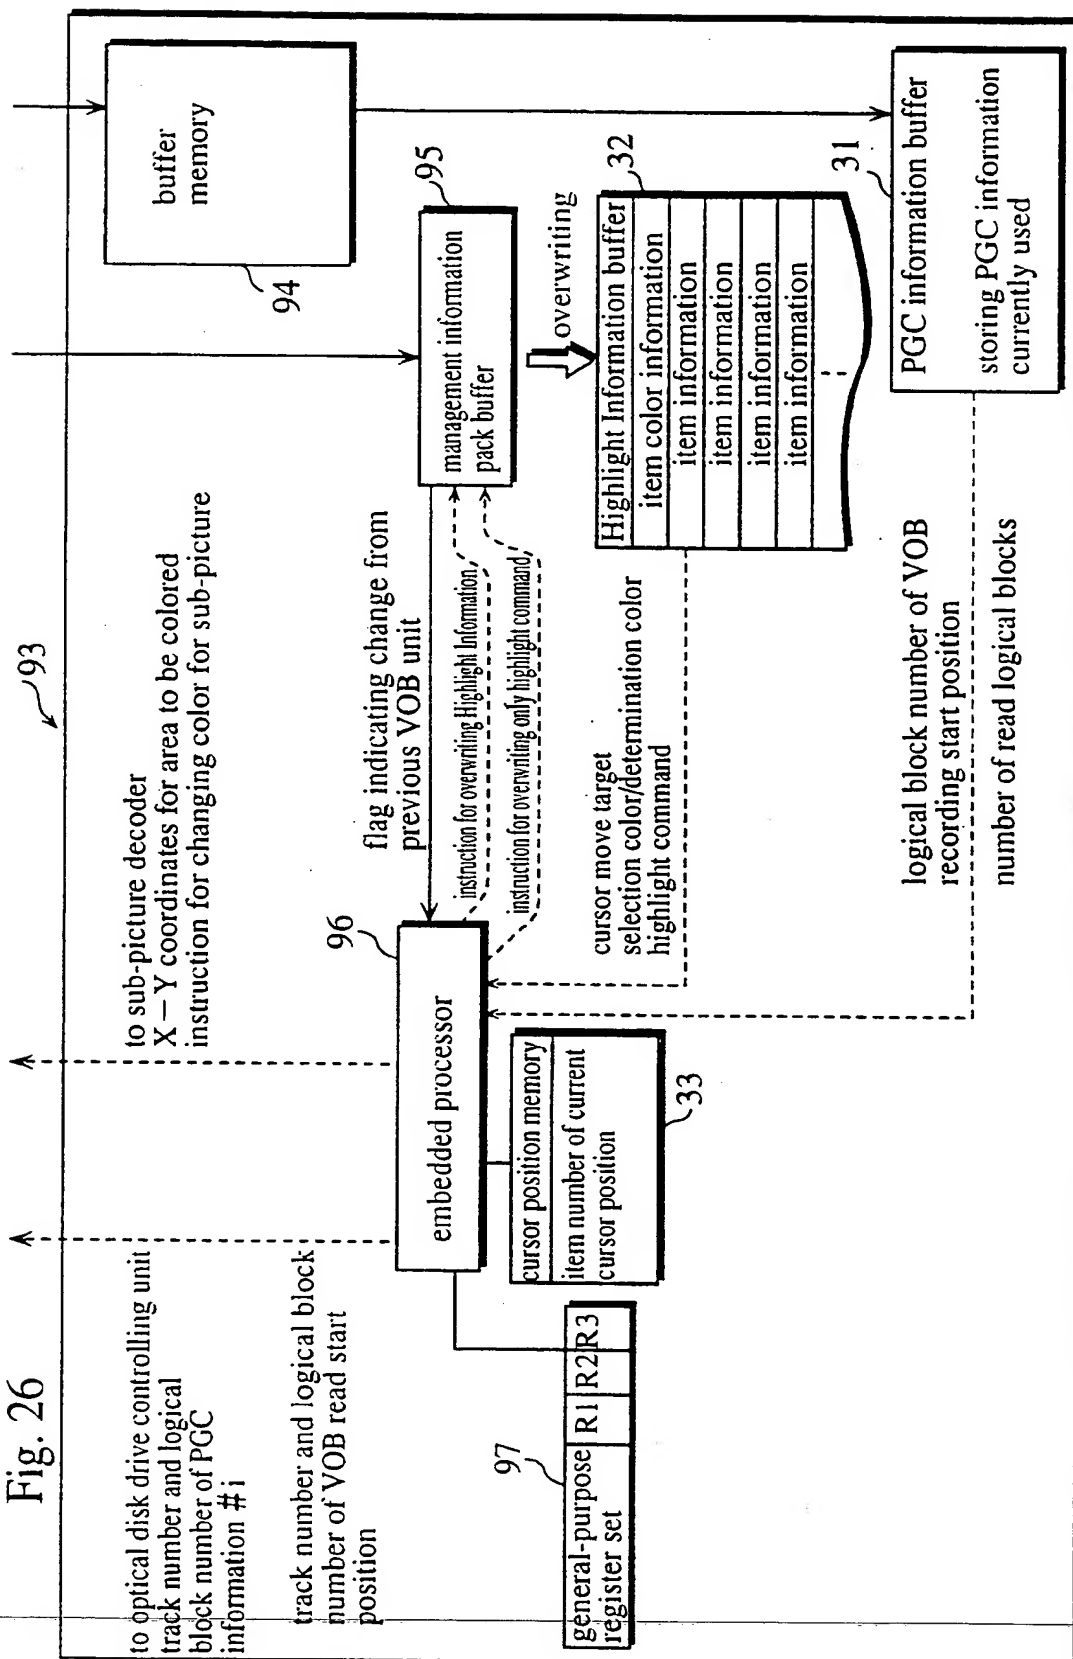 Fig. 26
93
to optical disk drive controlling unit
track number and logical
block number of PGC
information #i
track number and logical block
number of VOB read start
position
to sub-picture decoder
X-Y coordinates for area to be colored
instruction for changing color for sub-picture
buffer
memory
94
general-purpose
register set
R1
R2
R3
97
embedded processor
96
cursor position memory
item number of current
cursor position
33
flag indicating change from
previous VOB unit
instruction for overwriting Highlight Information
instruction for overwriting only highlight command
management information
pack buffer
95
overwriting
cursor move target
selection color/determination color
highlight command
Highlight Information buffer
item color information
item information
item information
item information
item information
32
logical block number of VOB
recording start position
number of read logical blocks
PGC information buffer
storing PGC information
currently used
31